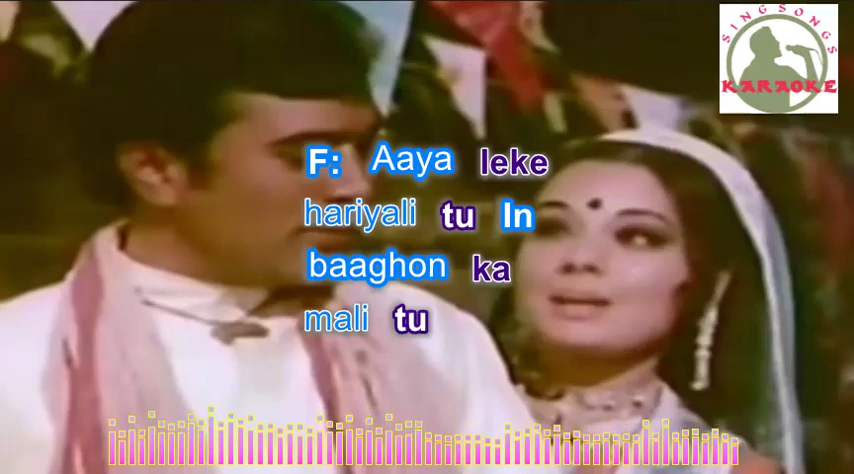 SINGSONGS
KARAOKE
F: Aaya leke
hariyali tu In
baaghon ka
mali tu